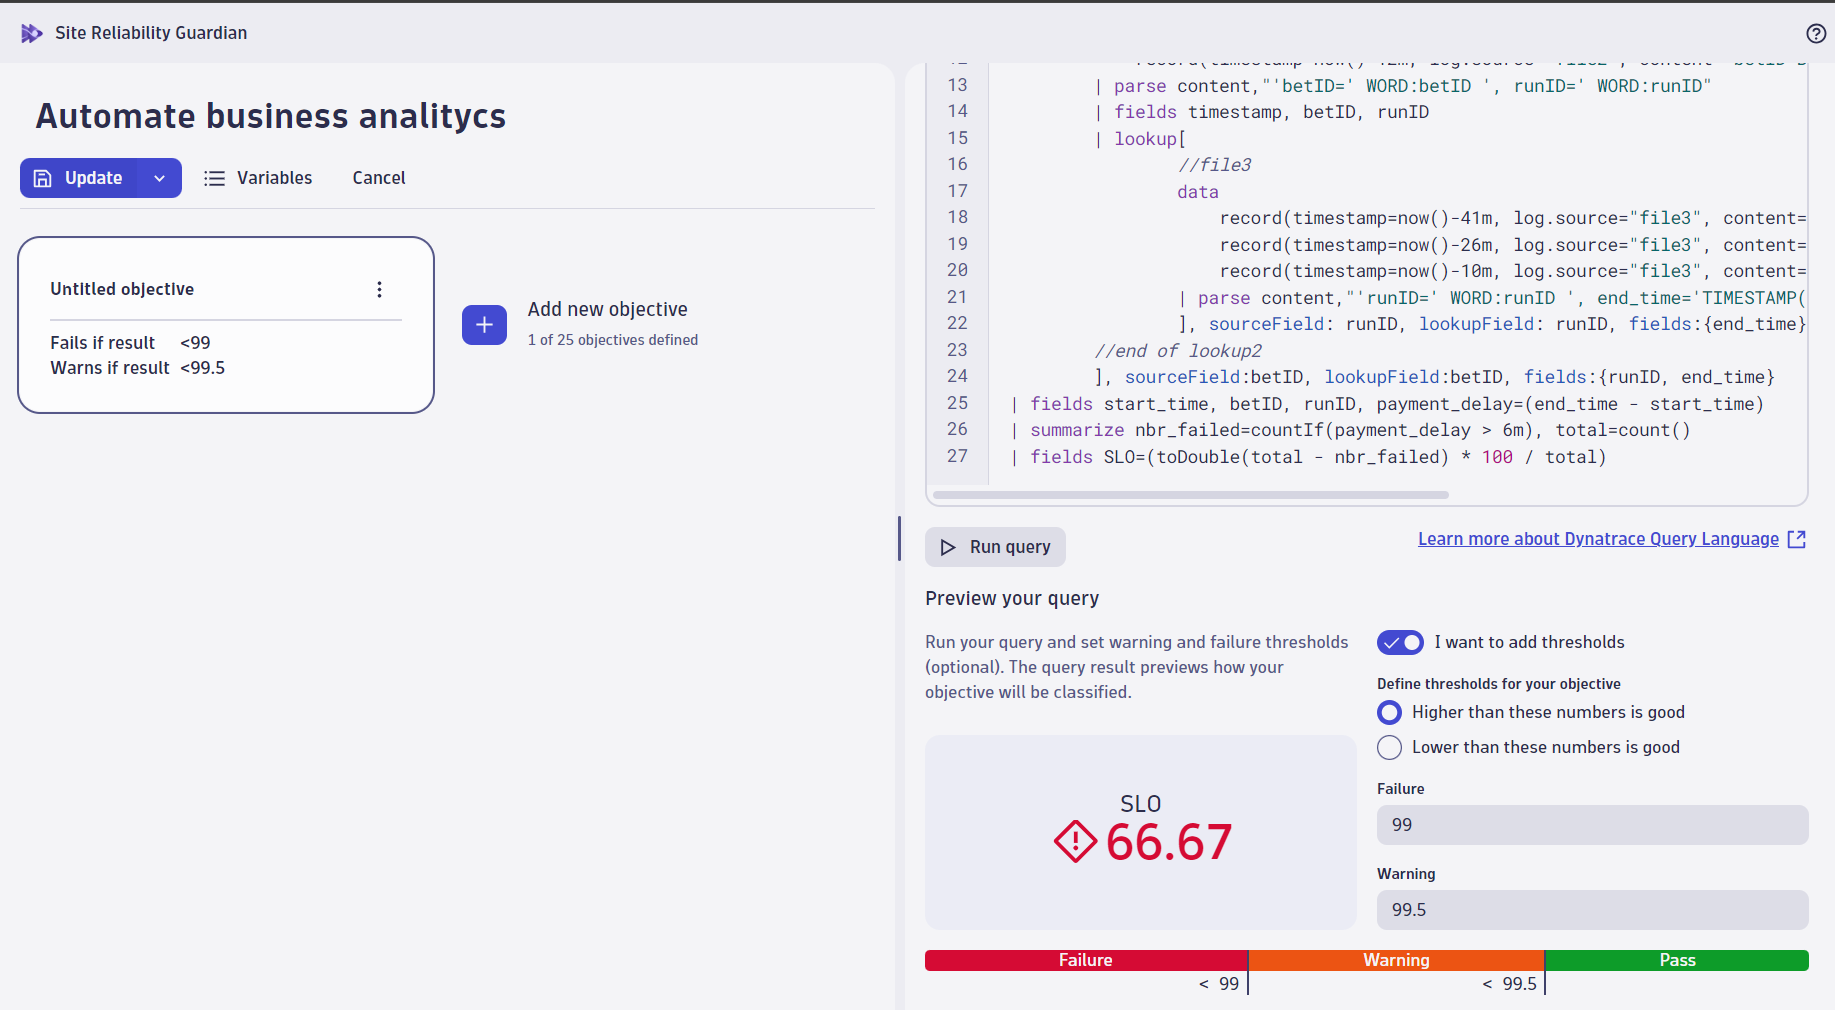 Site Reliability Guardian
Automate business analitycs
Update
Variables
Cancel
Untitled objective
Fails if result <99
Warns if result <99.5
Add new objective
1 of 25 objectives defined
13 | parse content,"'betID=' WORD:betID ', runID=' WORD:runID"
14 | fields timestamp, betID, runID
15 | lookup[
16 //file3
17 data
18 record(timestamp=now()-41m, log.source="file3", content=
19 record(timestamp=now()-26m, log.source="file3", content=
20 record(timestamp=now()-10m, log.source="file3", content=
21 | parse content,"'runID=' WORD:runID ', end_time='TIMESTAMP(
22 ], sourceField: runID, lookupField: runID, fields:{end_time}
23 //end of lookup2
24 ], sourceField:betID, lookupField:betID, fields:{runID, end_time}
25 | fields start_time, betID, runID, payment_delay=(end_time - start_time)
26 | summarize nbr_failed=countIf(payment_delay > 6m), total=count()
27 | fields SLO=(toDouble(total - nbr_failed) * 100 / total)
Run query
Learn more about Dynatrace Query Language
Preview your query
Run your query and set warning and failure thresholds
(optional). The query result previews how your
objective will be classified.
I want to add thresholds
Define thresholds for your objective
Higher than these numbers is good
Lower than these numbers is good
Failure
99
Warning
99.5
SLO
66.67
Failure
Warning
Pass
< 99
< 99.5